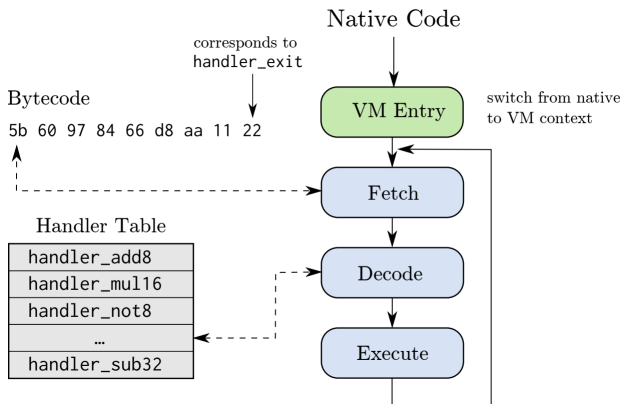 Native Code
corresponds to
handler_exit
Bytecode
5b 60 97 84 66 d8 aa 11 22
VM Entry
switch from native
to VM context
Fetch
Handler Table
handler_add8
handler_mul16
handler_not8
…
handler_sub32
Decode
Execute